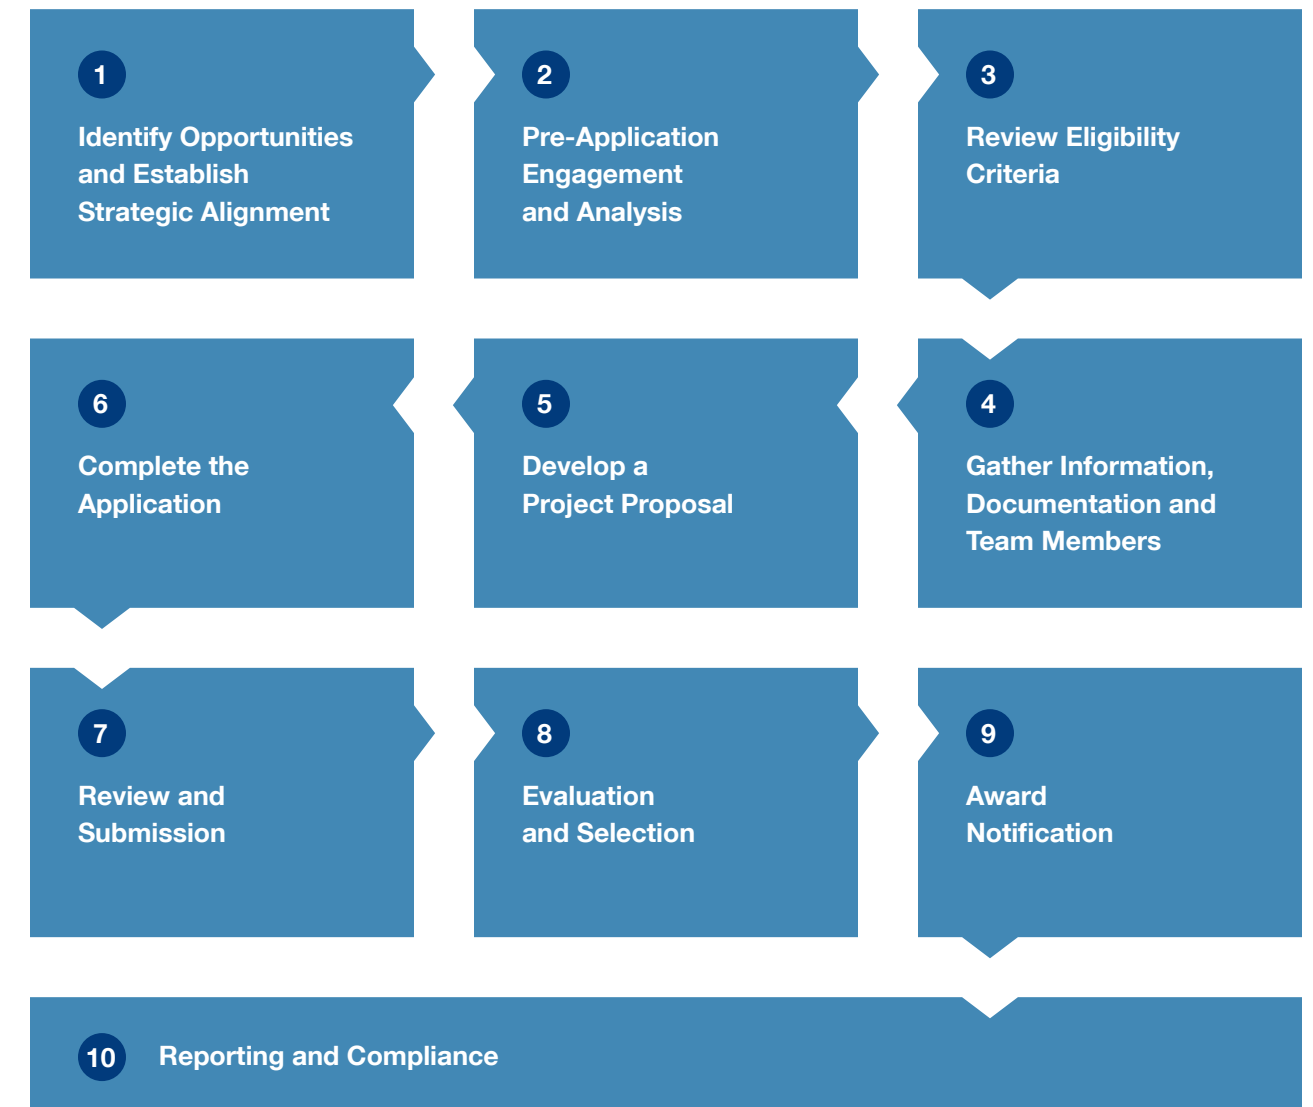 1
Identify Opportunities
and Establish
Strategic Alignment
2
Pre-Application
Engagement
and Analysis
3
Review Eligibility
Criteria
4
Gather Information,
Documentation and
Team Members
5
Develop a
Project Proposal
6
Complete the
Application
7
Review and
Submission
8
Evaluation
and Selection
9
Award
Notification
10 Reporting and Compliance